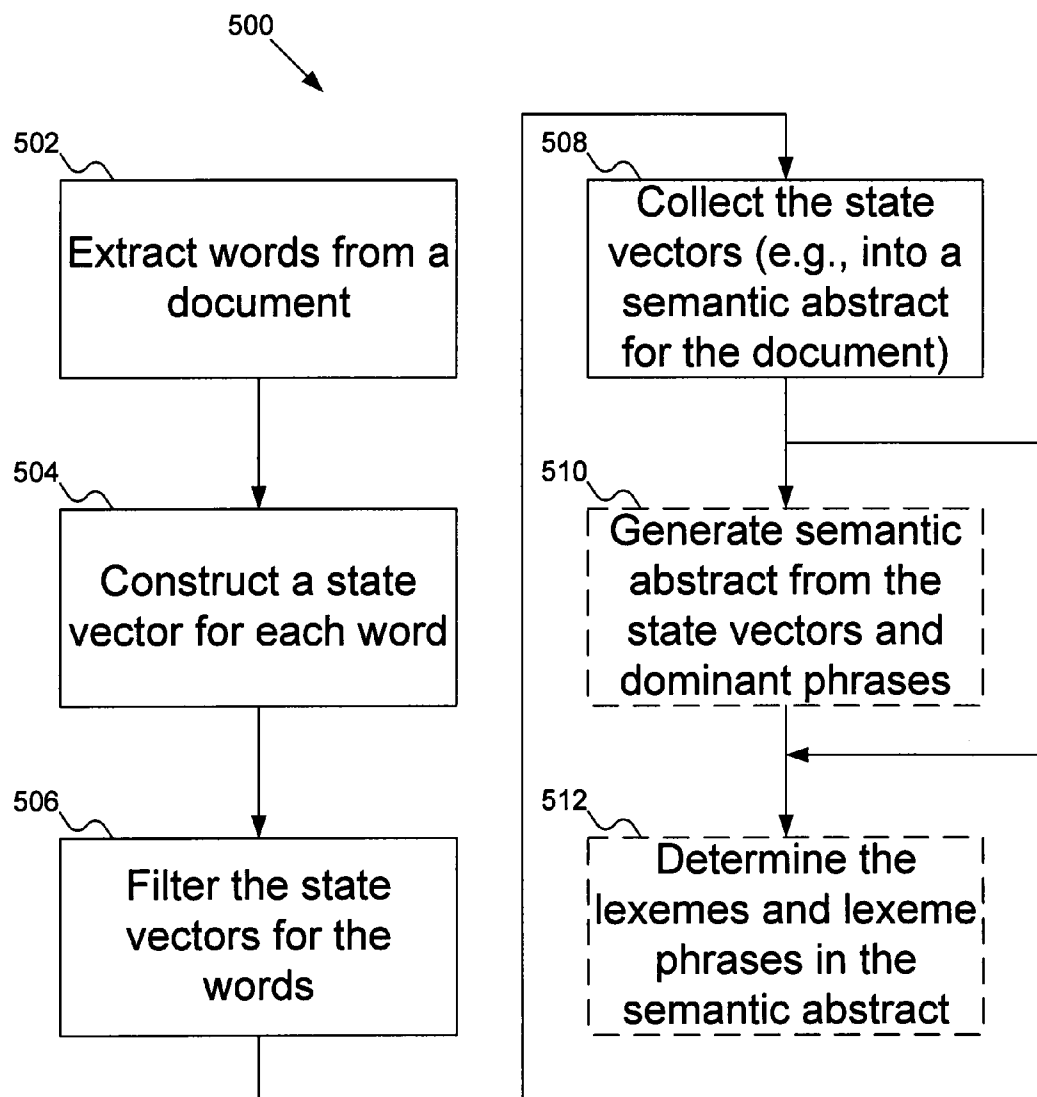 500
502
Extract words from a
document
504
Construct a state
vector for each word
506
Filter the state
vectors for the
words
508
Collect the state
vectors (e.g., into a
semantic abstract
for the document)
510
Generate semantic
abstract from the
state vectors and
dominant phrases
512
Determine the
lexemes and lexeme
phrases in the
semantic abstract